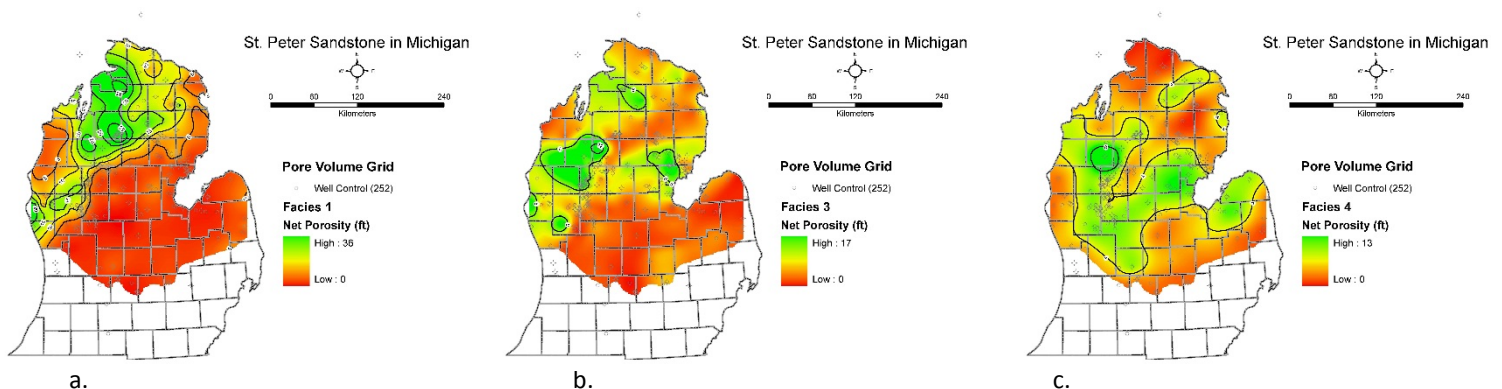 St. Peter Sandstone in Michigan
0 60 120 240
Kilometers
Pore Volume Grid
Well Control (252)
Facies 1
Net Porosity (ft)
High : 36
Low : 0
a.
St. Peter Sandstone in Michigan
0 60 120 240
Kilometers
Pore Volume Grid
Well Control (252)
Facies 3
Net Porosity (ft)
High : 17
Low : 0
b.
St. Peter Sandstone in Michigan
0 60 120 240
Kilometers
Pore Volume Grid
Well Control (252)
Facies 4
Net Porosity (ft)
High : 13
Low : 0
c.